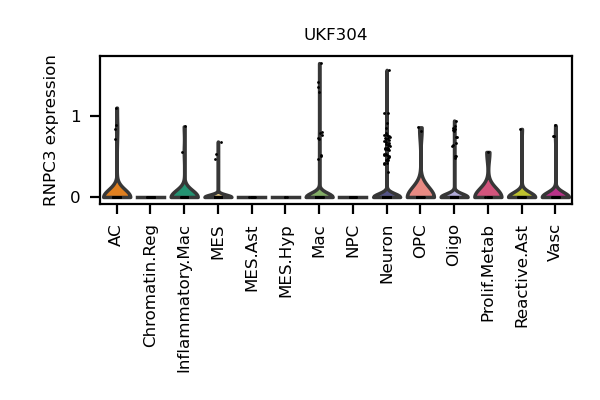 UKF304
RNPC3 expression
1
0
AC
Chromatin.Reg
Inflammatory.Mac
MES
MES.Ast
MES.Hyp
Mac
NPC
Neuron
OPC
Oligo
Prolif.Metab
Reactive.Ast
Vasc